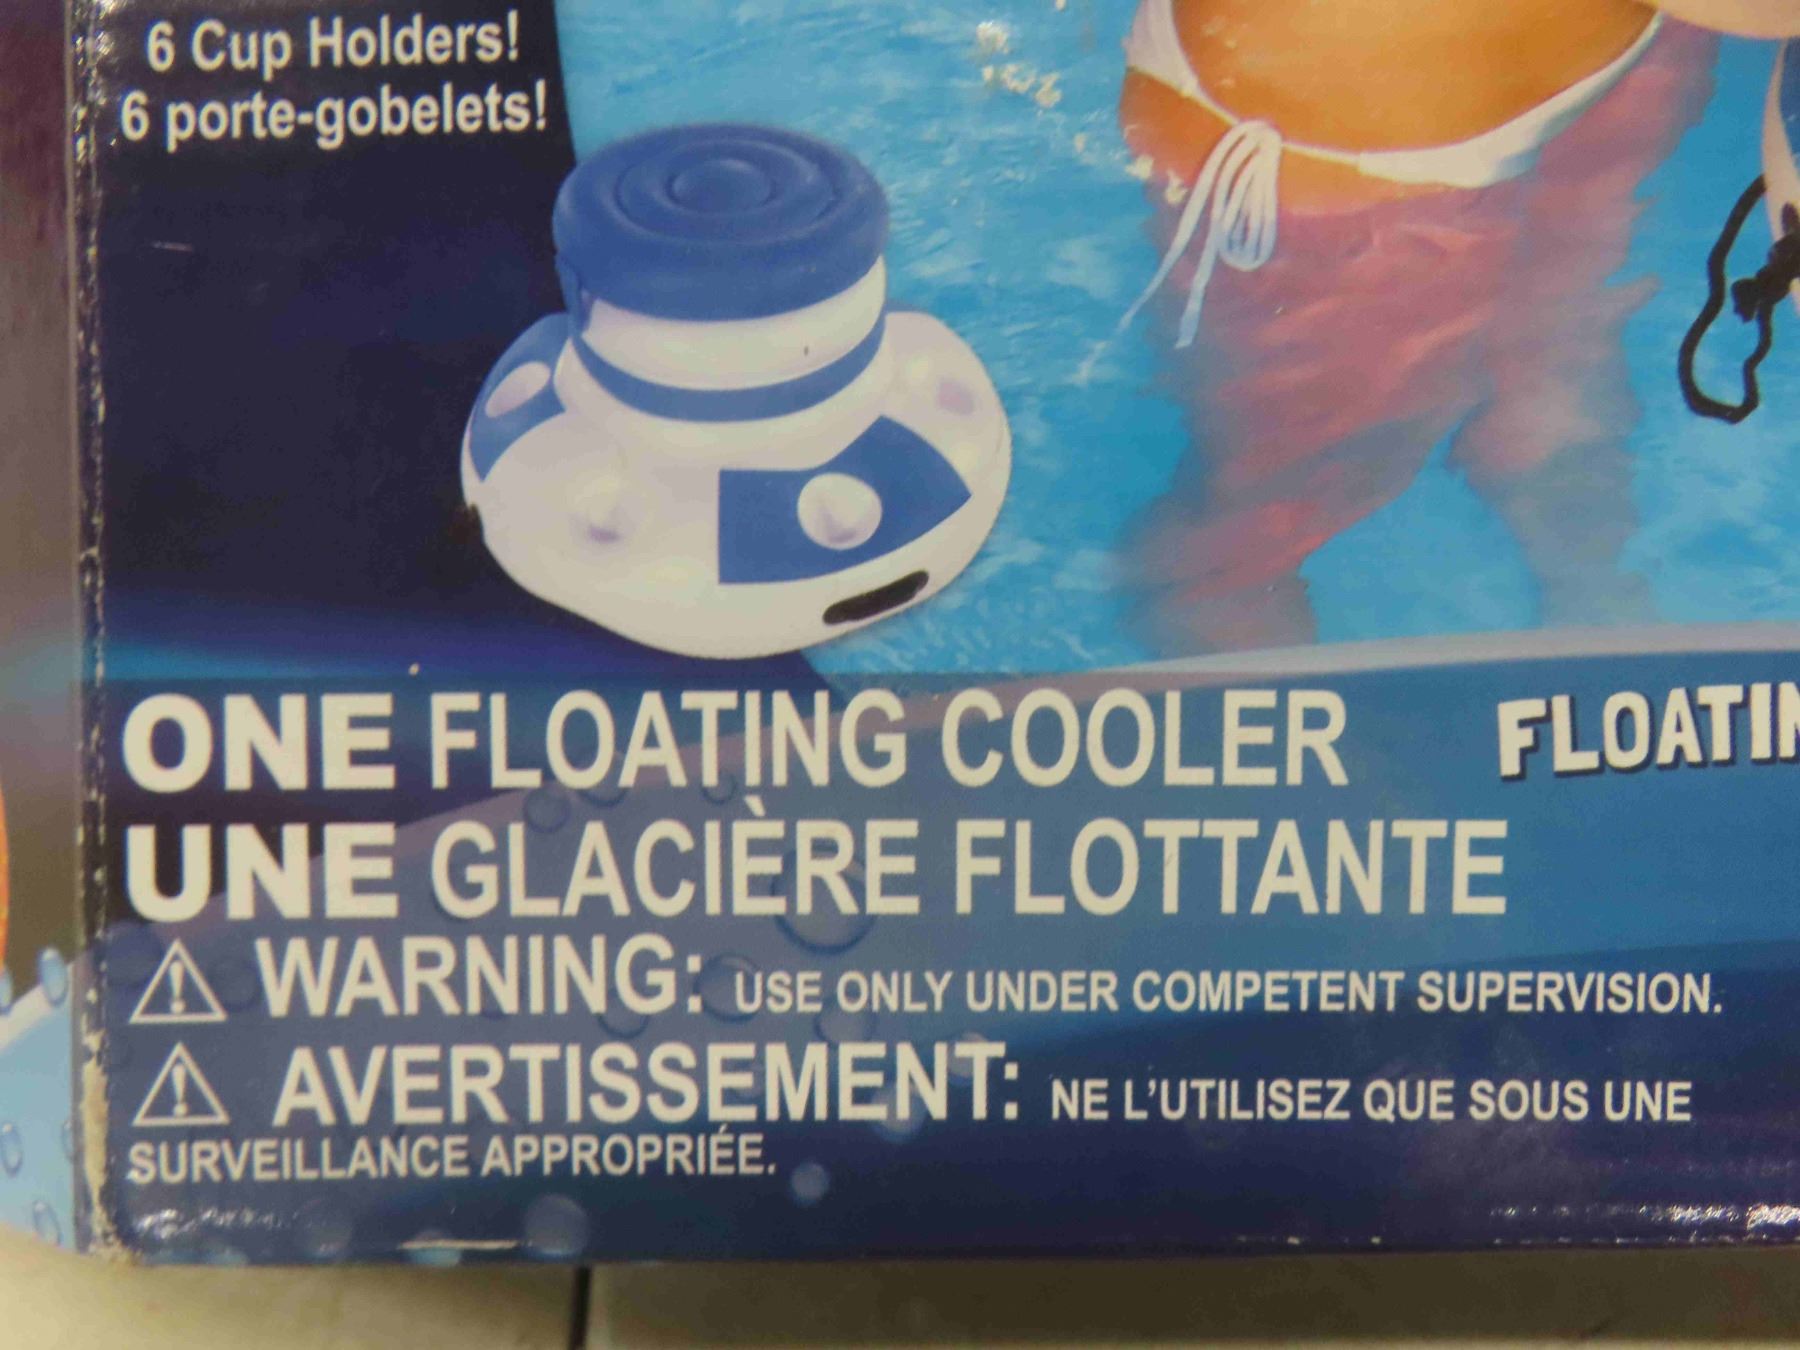 6 Cup Holders!
6 porte-gobelets!
ONE FLOATING COOLER
UNE GLACIÈRE FLOTTANTE
⚠ WARNING: USE ONLY UNDER COMPETENT SUPERVISION.
⚠ AVERTISSEMENT: NE L'UTILISEZ QUE SOUS UNE
SURVEILLANCE APPROPRIÉE.